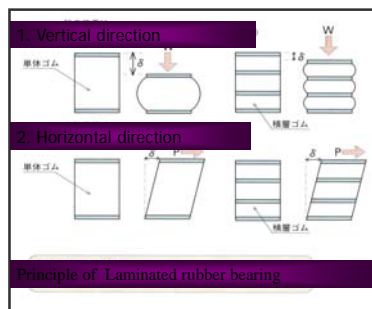 1. Vertical direction
W
W
δ
δ
単体ゴム
積層ゴム
2. Horizontal direction
δ
P
δ
P
単体ゴム
積層ゴム
Principle of Laminated rubber bearing